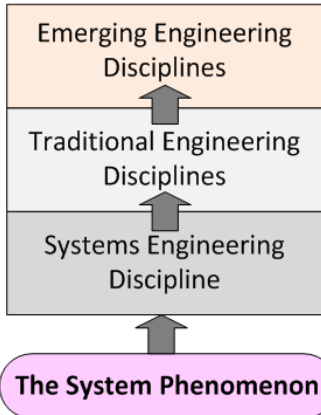 Emerging Engineering
Disciplines
Traditional Engineering
Disciplines
Systems Engineering
Discipline
The System Phenomenon